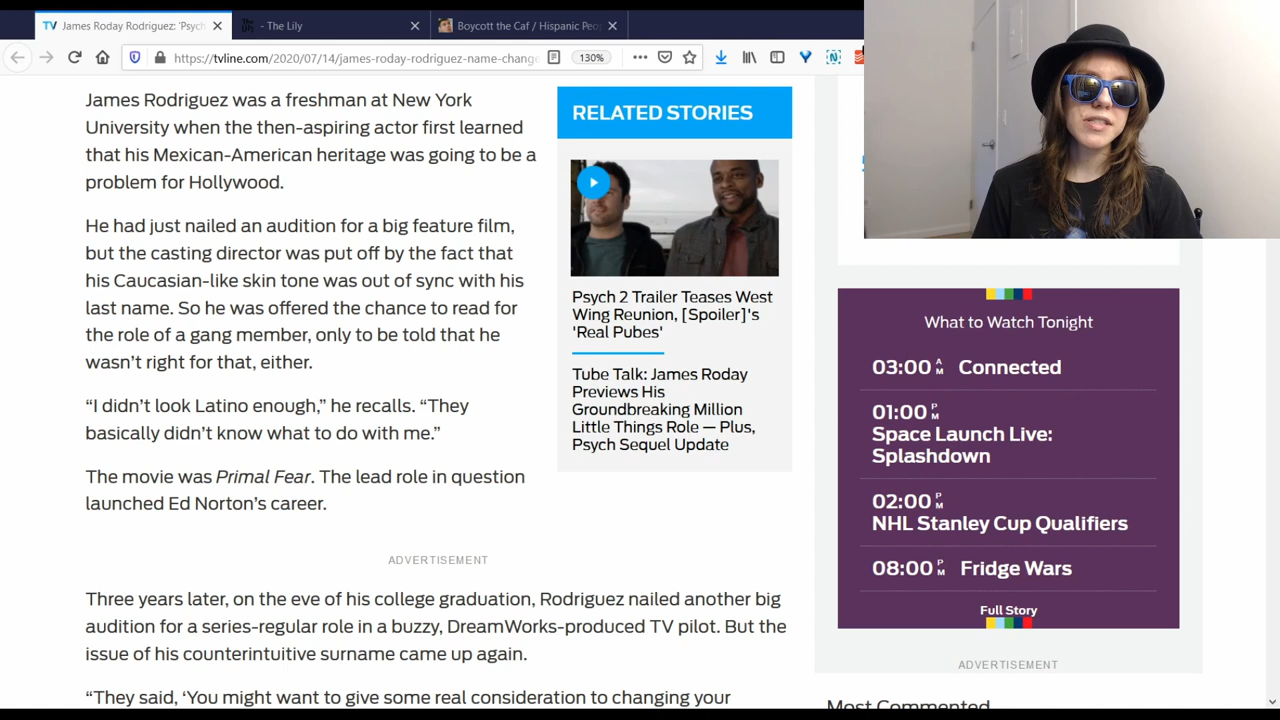 James Roday Rodriguez: 'Psych
- The Lily
Boycott the Caf / Hispanic Peo
https://tvline.com/2020/07/14/james-roday-rodriguez-name-change
130%
James Rodriguez was a freshman at New York
University when the then-aspiring actor first learned
that his Mexican-American heritage was going to be a
problem for Hollywood.
He had just nailed an audition for a big feature film,
but the casting director was put off by the fact that
his Caucasian-like skin tone was out of sync with his
last name. So he was offered the chance to read for
the role of a gang member, only to be told that he
wasn't right for that, either.
“I didn't look Latino enough,” he recalls. “They
basically didn't know what to do with me.”
The movie was Primal Fear. The lead role in question
launched Ed Norton's career.
ADVERTISEMENT
Three years later, on the eve of his college graduation, Rodriguez nailed another big
audition for a series-regular role in a buzzy, DreamWorks-produced TV pilot. But the
issue of his counterintuitive surname came up again.
“They said, ‘You might want to give some real consideration to changing your
RELATED STORIES
Psych 2 Trailer Teases West
Wing Reunion, [Spoiler]'s
'Real Pubes'
Tube Talk: James Roday
Previews His
Groundbreaking Million
Little Things Role — Plus,
Psych Sequel Update
What to Watch Tonight
03:00 AM Connected
01:00 PM
Space Launch Live:
Splashdown
02:00 PM
NHL Stanley Cup Qualifiers
08:00 PM Fridge Wars
Full Story
ADVERTISEMENT
Most Commented